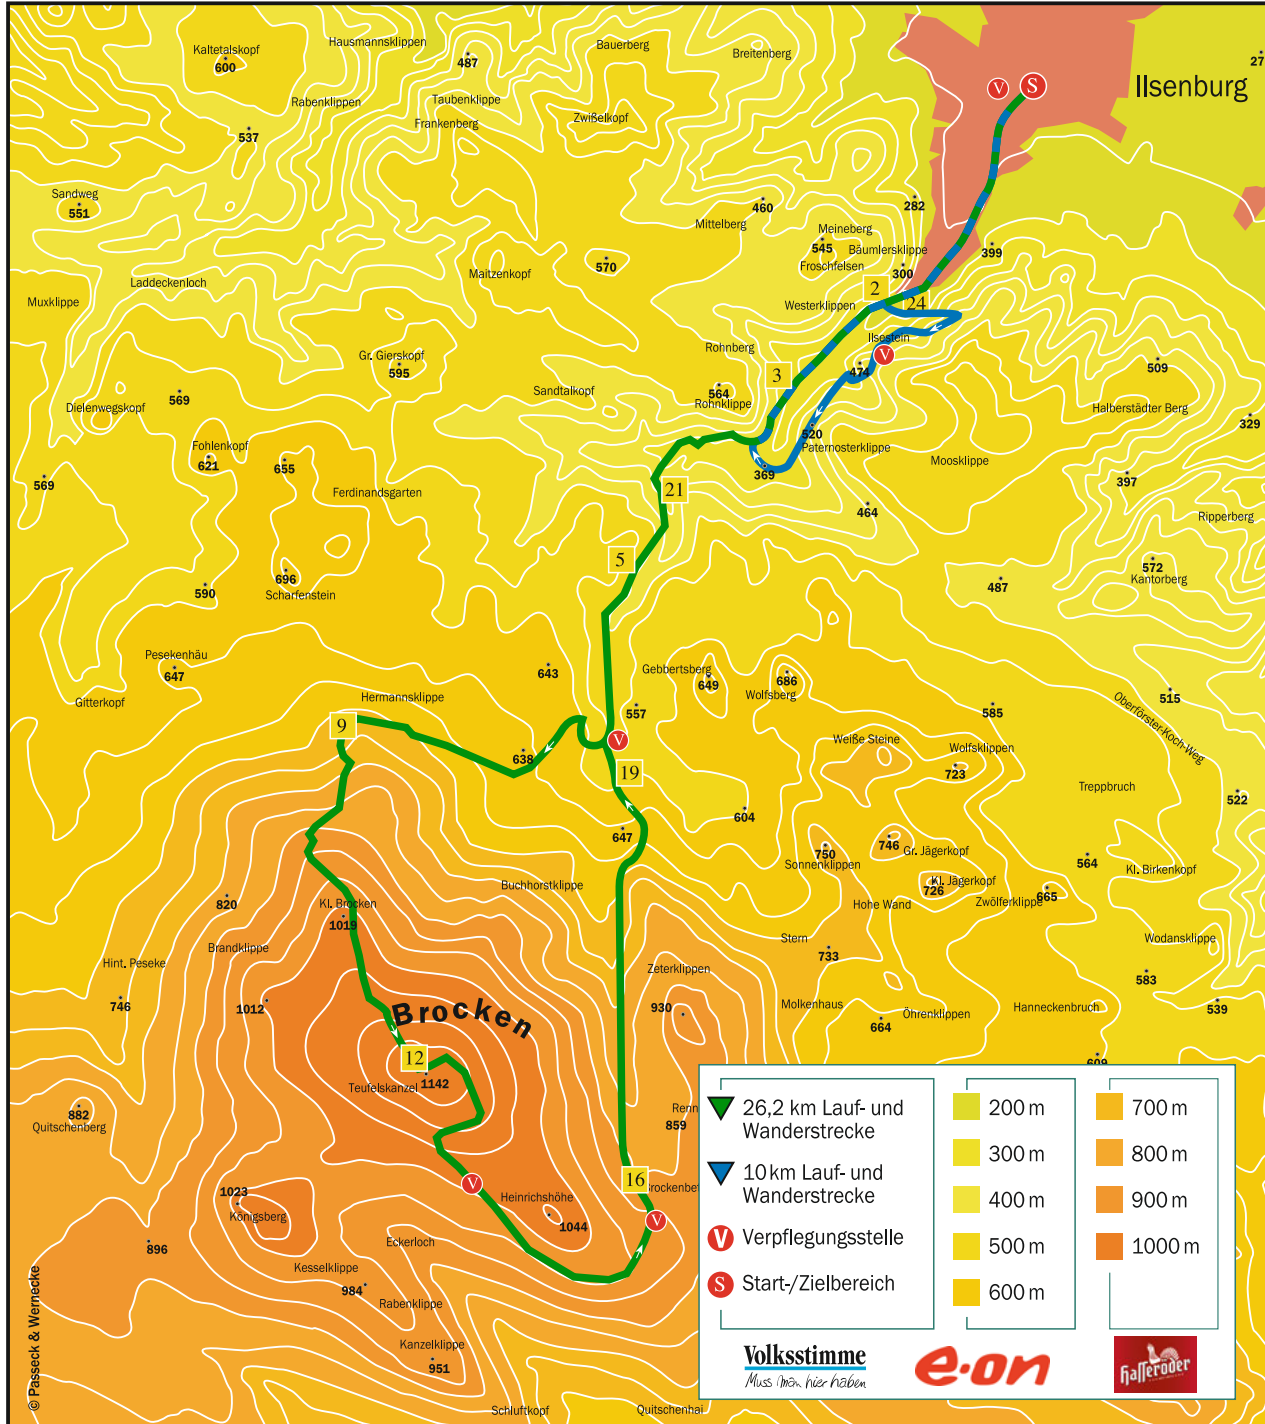 Kaltetalskopf
600
Hausmannsklippen
487
Bauerberg
Breitenberg
27
V
S
Ilsenburg
Rabenklippen
Taubenklippe
Frankenberg
Zwißelkopf
537
Sandweg
551
460
Mittelberg
282
Meineberg
545
Bäumlersklippe
Froschfelsen
300
399
Maitzenkopf
570
Laddeckenloch
Muxklippe
2
24
Westerklippen
Ilsestein
V
Rohnberg
474
Gr. Gierskopf
595
3
509
569
Dielenwegskopf
Sandtalkopf
564
Rohnklippe
Halberstädter Berg
329
520
Paternosterklippe
Fohlenkopf
621
655
Moosklippe
569
Ferdinandsgarten
369
397
21
464
Ripperberg
5
696
Scharfenstein
590
572
Kantorberg
487
Pesekenhäu
647
643
Gebbertsberg
649
686
Wolfsberg
Gitterkopf
Hermannsklippe
557
585
515
Oberförster-Koch-Weg
9
V
638
Weiße Steine
Wolfsklippen
723
19
Treppbruch
522
604
647
750
Sonnenklippen
746
Gr. Jägerkopf
564
Kl. Birkenkopf
Buchhorstklippe
Kl. Jägerkopf
726
665
Zwölferklippe
Hohe Wand
820
Kl. Brocken
1019
Brandklippe
Stern
733
Wodansklippe
Hint. Peseke
746
1012
Zeterklippen
930
583
539
Molkenhaus
664
Öhrenklippen
Hanneckenbruch
Brocken
12
Teufelskanzel
1142
609
882
Quitschenberg
Renn
859
16
Brockenbet
V
1023
Königsberg
Heinrichshöhe
1044
V
896
Eckerloch
Kesselklippe
984
Rabenklippe
Kanzelklippe
951
Schluftkopf
Quitschenhai
© Passeck & Wernecke
26,2 km Lauf- und
Wanderstrecke
10 km Lauf- und
Wanderstrecke
V Verpflegungsstelle
S Start-/Zielbereich
200 m
300 m
400 m
500 m
600 m
700 m
800 m
900 m
1000 m
Volksstimme
Muss man hier haben
e·on
Hasseröder